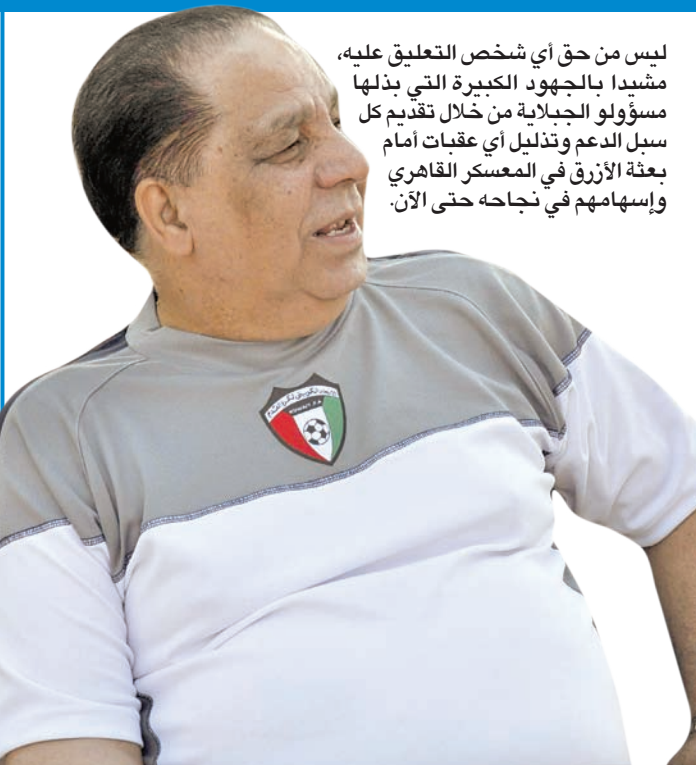 ليس من حق أي شخص التعليق عليه،
مشيدا بالجهود الكبيرة التي بذلها
مسؤولو الجبلاية من خلال تقديم كل
سبل الدعم وتذليل أي عقبات أمام
بعثة الأزرق في المعسكر القاهري
وإسهامهم في نجاحه حتى الآن.
KUWAIT F.A